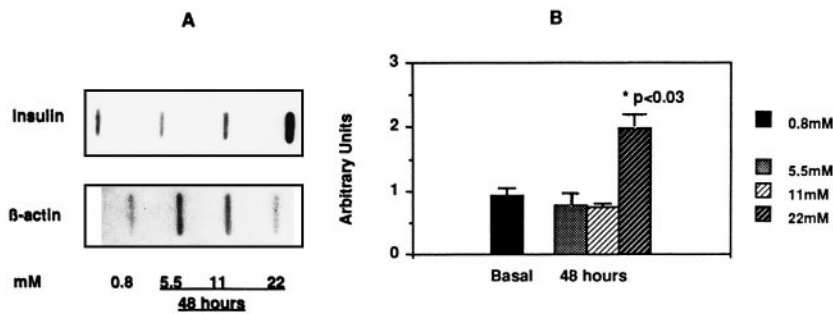 A
Insulin
ß-actin
mM 0.8 5.5 11 22
48 hours
B
Arbitrary Units
3
2
1
0
* p<0.03
Basal 48 hours
0.8mM
5.5mM
11mM
22mM